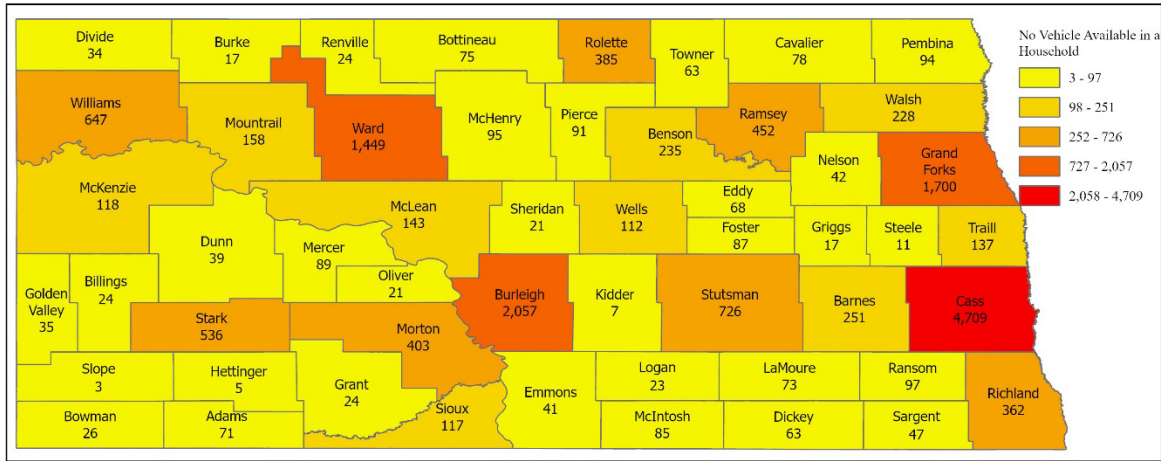 Divide
34
Burke
17
Renville
24
Bottineau
75
Rolette
385
Towner
63
Cavalier
78
Pembina
94
Williams
647
Mountrail
158
Ward
1,449
McHenry
95
Pierce
91
Benson
235
Ramsey
452
Walsh
228
Nelson
42
Grand
Forks
1,700
McKenzie
118
Dunn
39
Mercer
89
McLean
143
Oliver
21
Sheridan
21
Wells
112
Eddy
68
Foster
87
Griggs
17
Steele
11
Traill
137
Golden
Valley
35
Billings
24
Stark
536
Morton
403
Burleigh
2,057
Kidder
7
Stutsman
726
Barnes
251
Cass
4,709
Slope
3
Hettinger
5
Grant
24
Sioux
117
Emmons
41
Logan
23
LaMoure
73
Ransom
97
Richland
362
Bowman
26
Adams
71
McIntosh
85
Dickey
63
Sargent
47
No Vehicle Available in a
Household
3 - 97
98 - 251
252 - 726
727 - 2,057
2,058 - 4,709